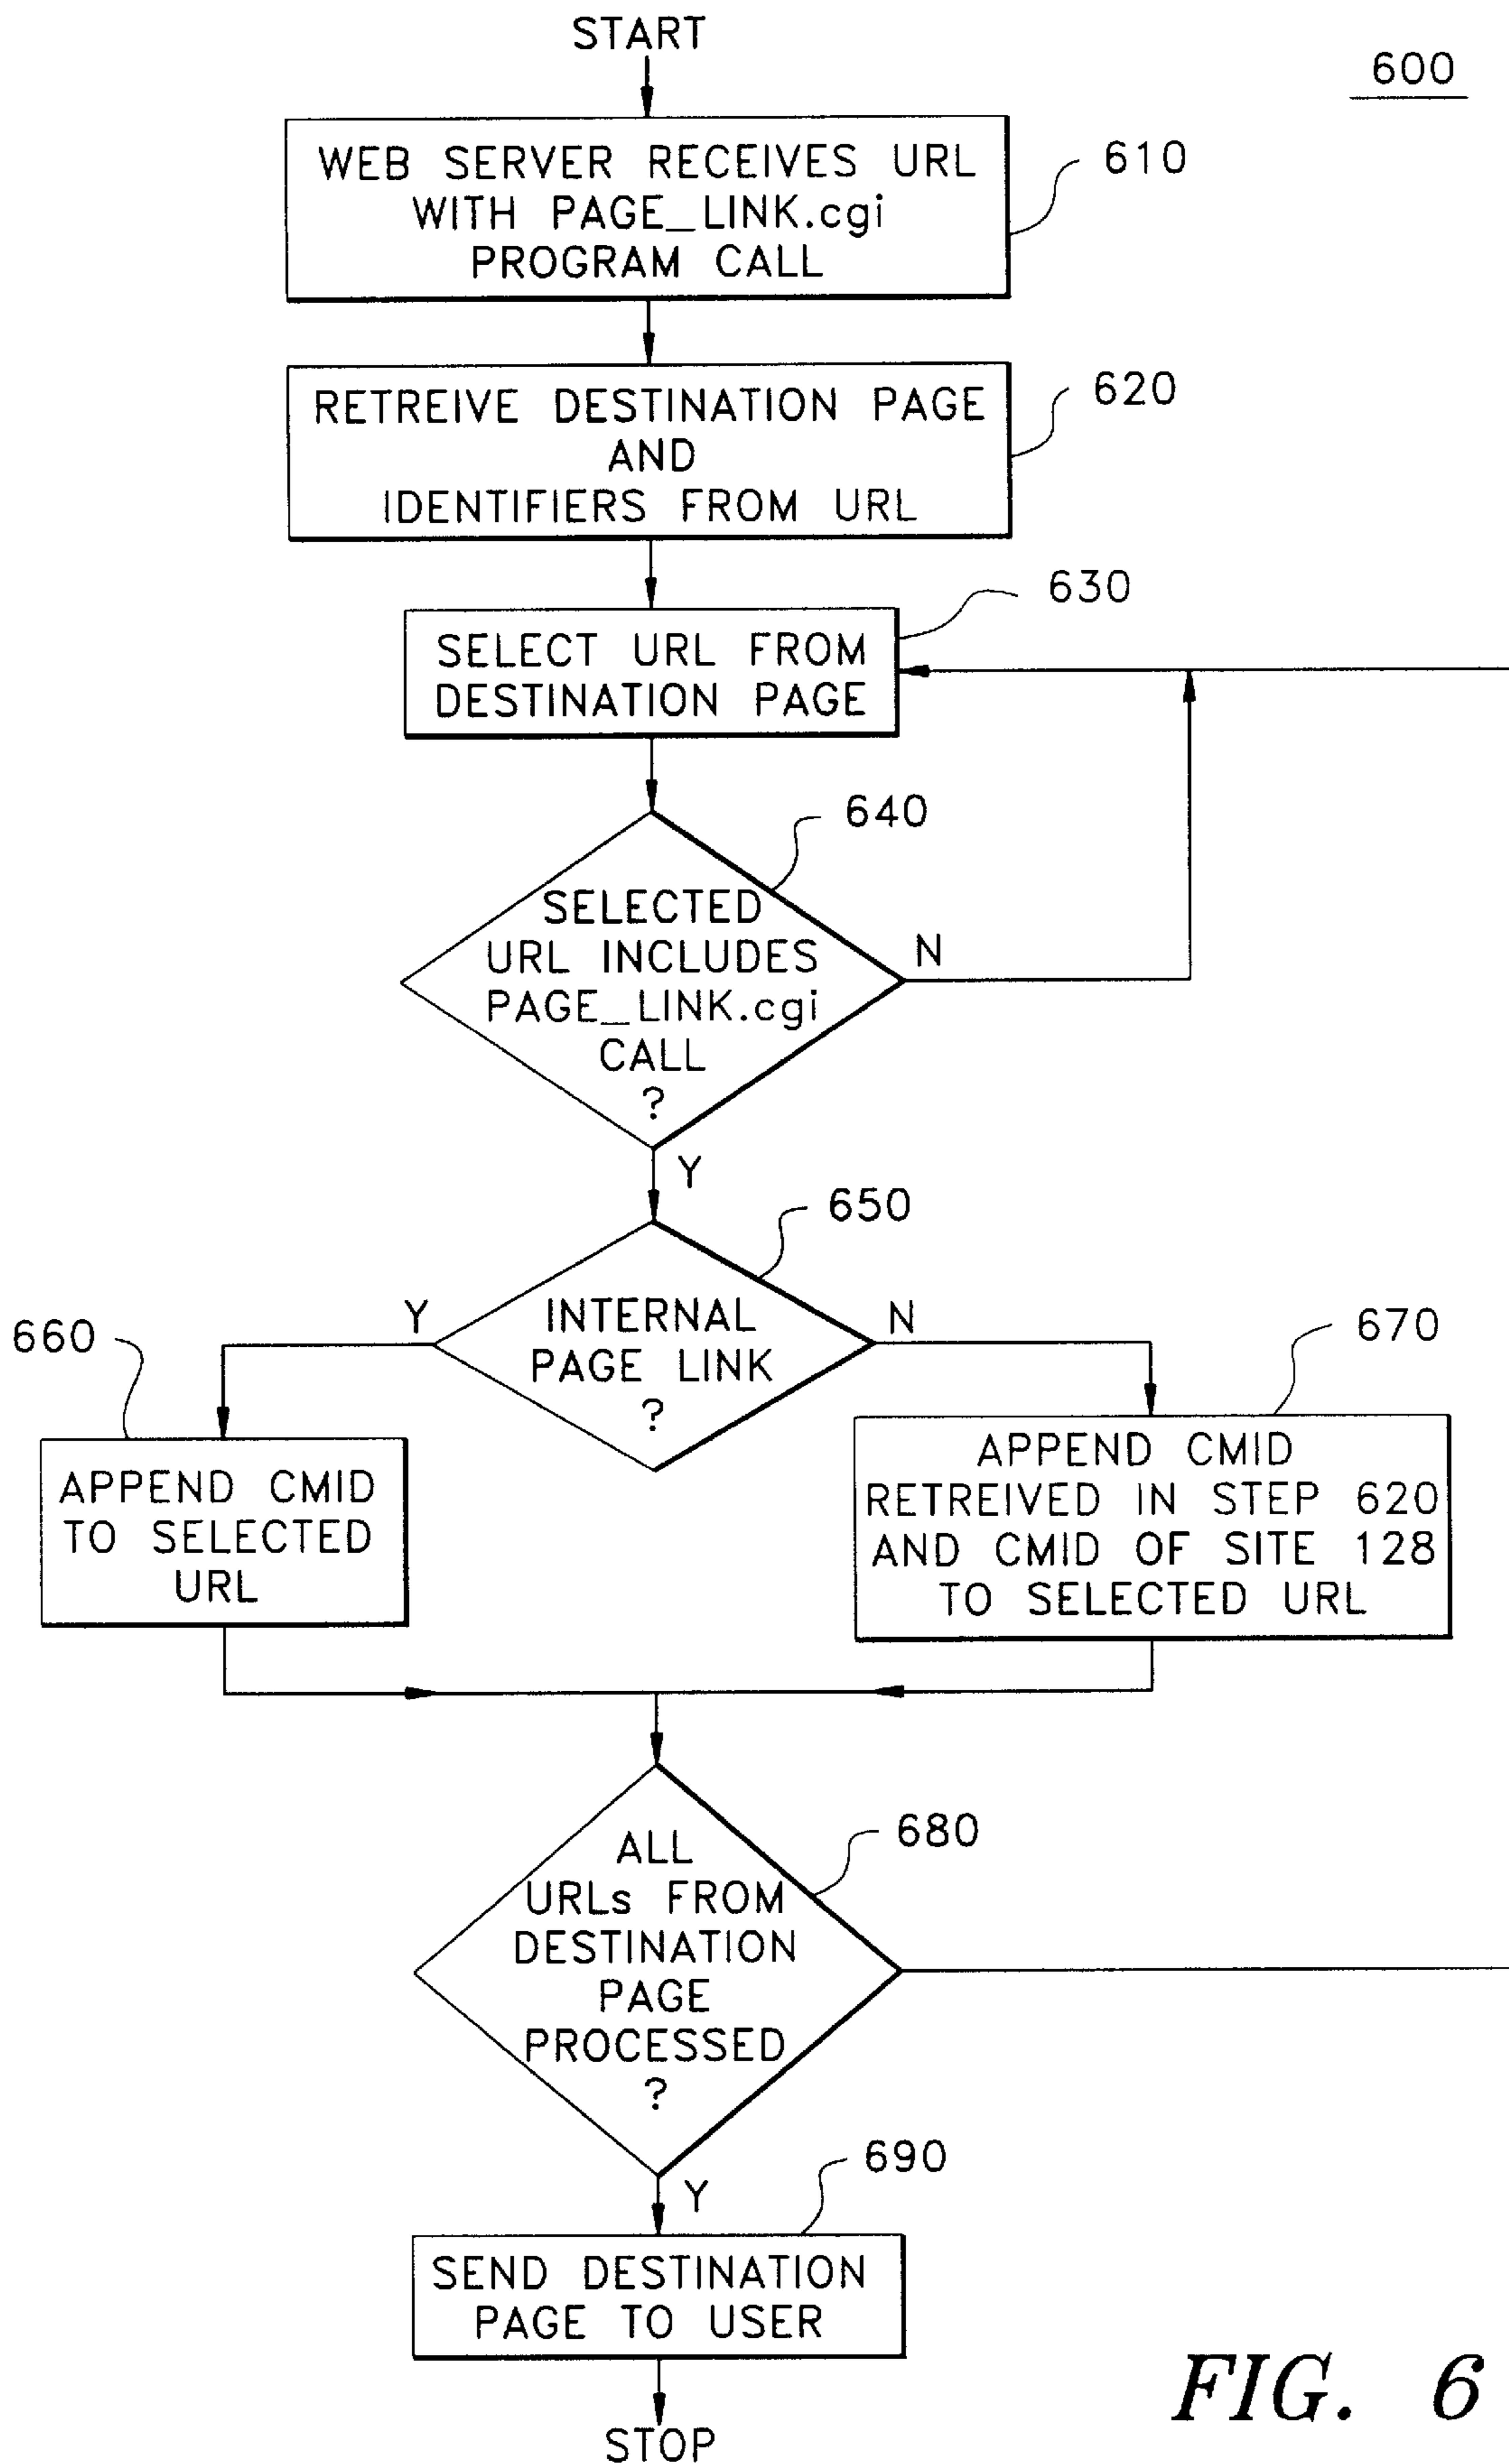 START
600
WEB SERVER RECEIVES URL
WITH PAGE_LINK.cgi
PROGRAM CALL
610
RETREIVE DESTINATION PAGE
AND
IDENTIFIERS FROM URL
620
630
SELECT URL FROM
DESTINATION PAGE
640
SELECTED
URL INCLUDES
PAGE_LINK.cgi
CALL
?
N
Y
650
INTERNAL
PAGE LINK
?
Y
N
660
APPEND CMID
TO SELECTED
URL
670
APPEND CMID
RETREIVED IN STEP 620
AND CMID OF SITE 128
TO SELECTED URL
680
ALL
URLs FROM
DESTINATION
PAGE
PROCESSED
?
Y
690
SEND DESTINATION
PAGE TO USER
STOP
FIG. 6